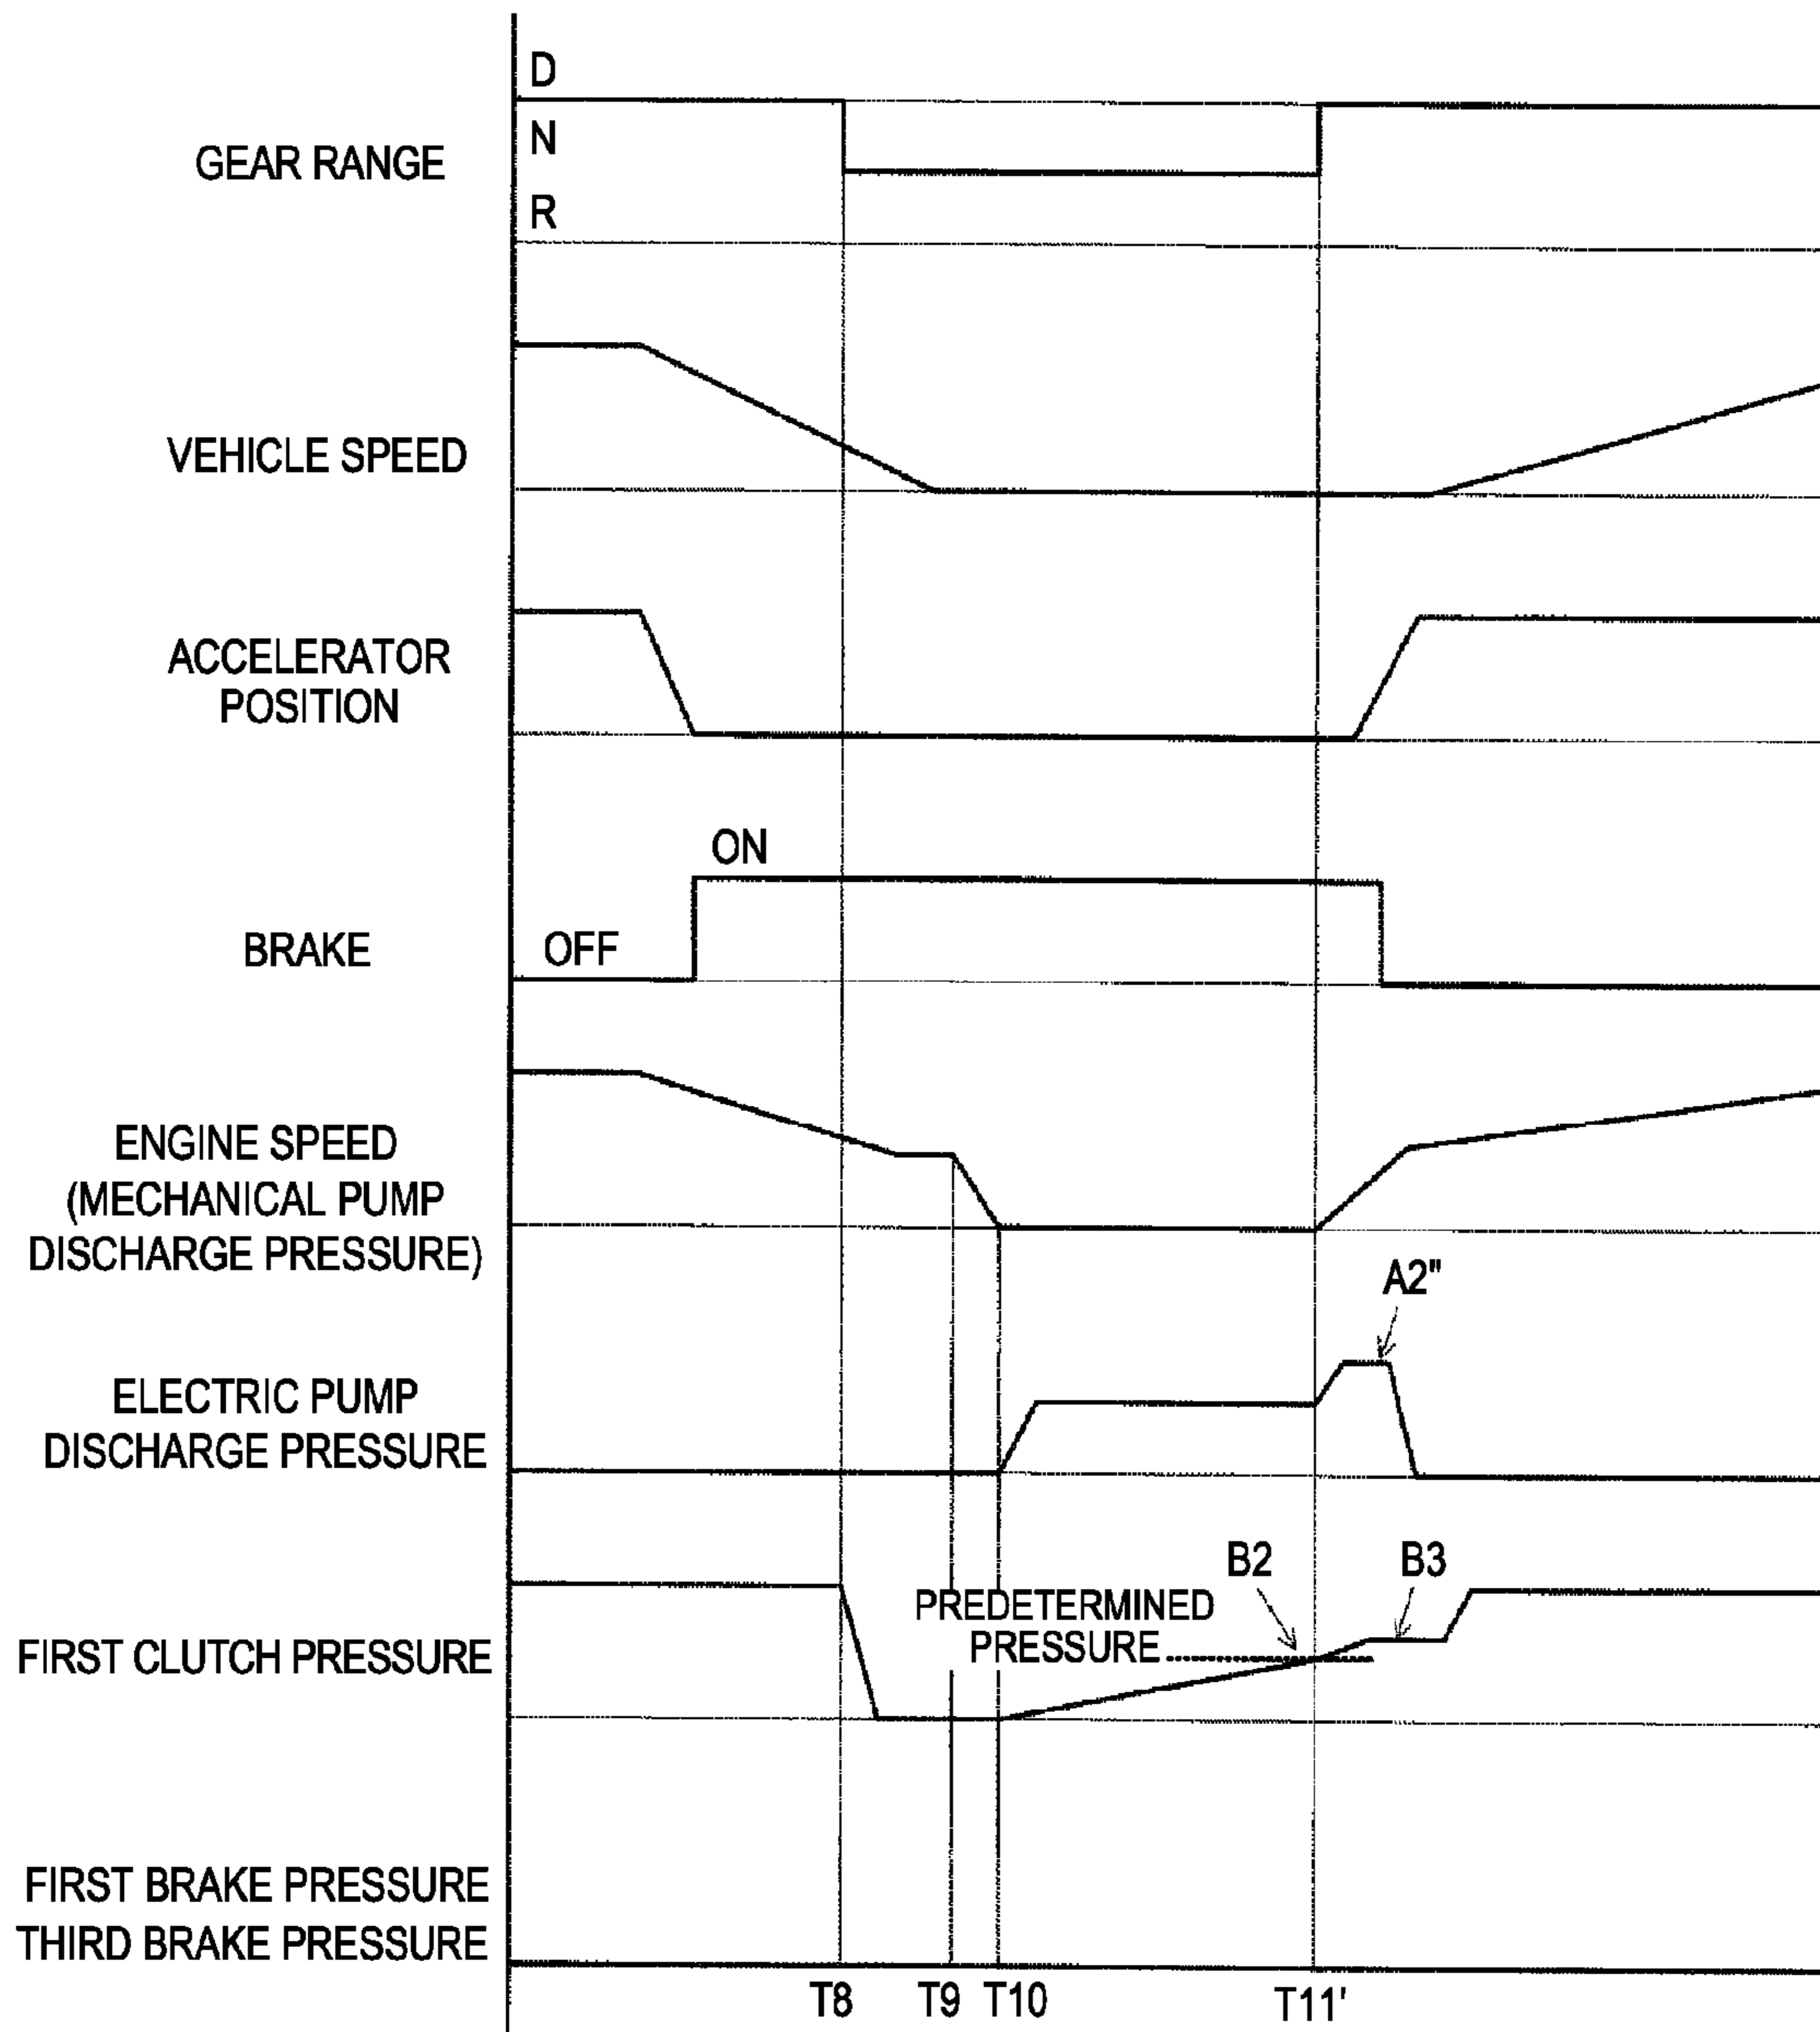 D
N
GEAR RANGE
R
VEHICLE SPEED
ACCELERATOR
POSITION
ON
BRAKE
OFF
ENGINE SPEED
(MECHANICAL PUMP
DISCHARGE PRESSURE)
A2"
ELECTRIC PUMP
DISCHARGE PRESSURE
B2
B3
PREDETERMINED
PRESSURE
FIRST CLUTCH PRESSURE
FIRST BRAKE PRESSURE
THIRD BRAKE PRESSURE
T8
T9
T10
T11'